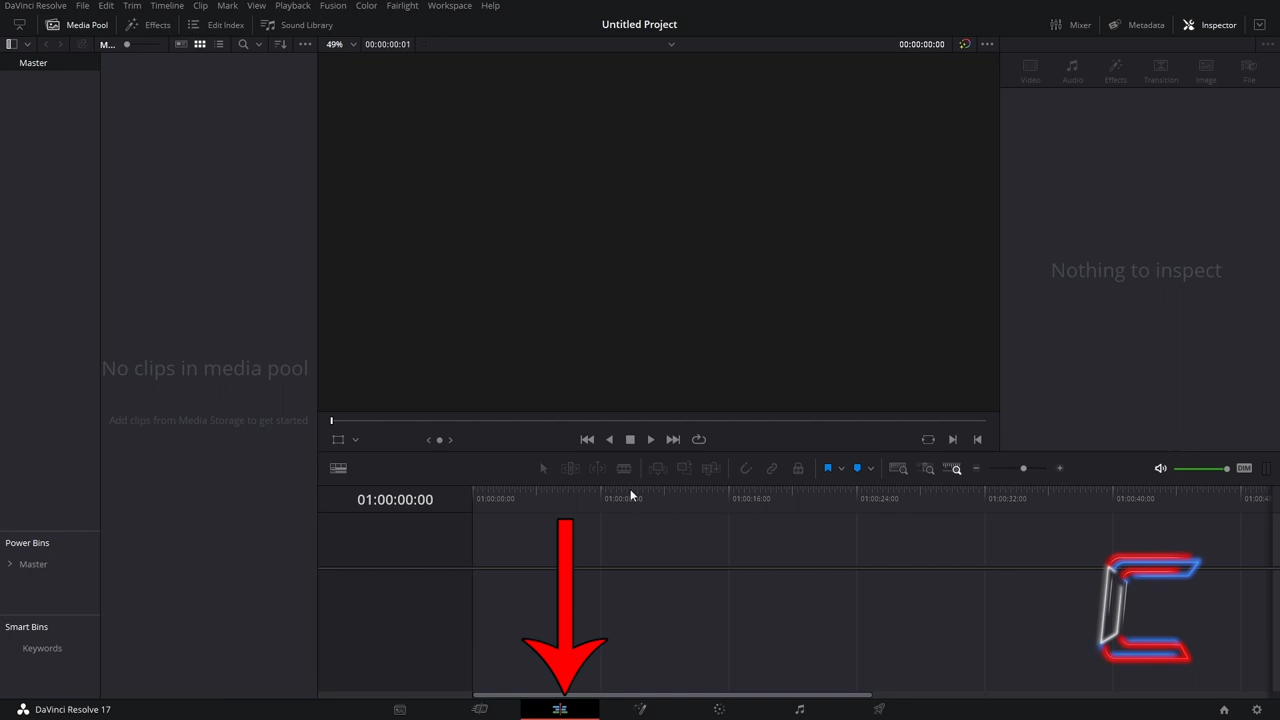 DaVinci Resolve File Edit Trim Timeline Clip Mark View Playback Fusion Color Fairlight Workspace Help
Media Pool Effects Edit Index Sound Library Untitled Project Mixer Metadata Inspector
M... 49% 00:00:00:01 00:00:00:00
Master
Video Audio Effects Transition Image File
Nothing to inspect
No clips in media pool
Add clips from Media Storage to get started
DIM
01:00:00:00
01:00:00:00 01:00:16:00 01:00:24:00 01:00:32:00 01:00:40:00
Power Bins
Master
Smart Bins
Keywords
C
DaVinci Resolve 17